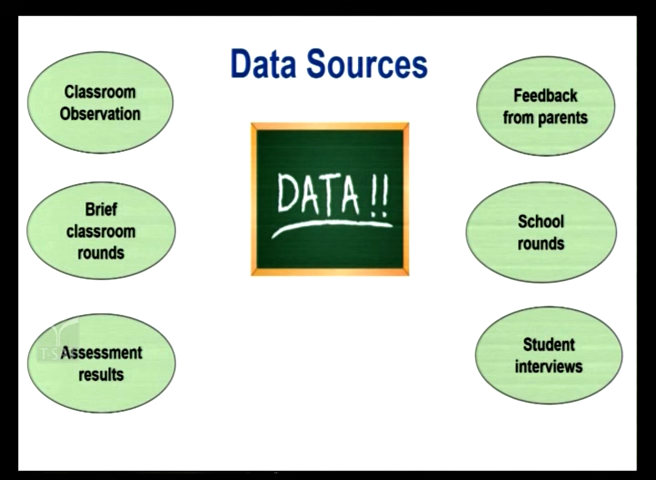 Data Sources
Classroom
Observation
Feedback
from parents
DATA!!
Brief
classroom
rounds
School
rounds
Assessment
results
Student
interviews